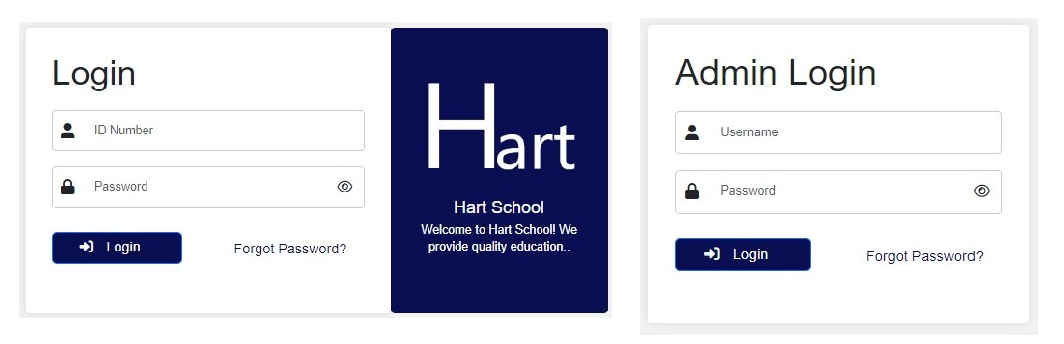 Login
ID Number
Password
Login
Forgot Password?
Hart
Hart School
Welcome to Hart School! We
provide quality education..
Admin Login
Username
Password
Login
Forgot Password?